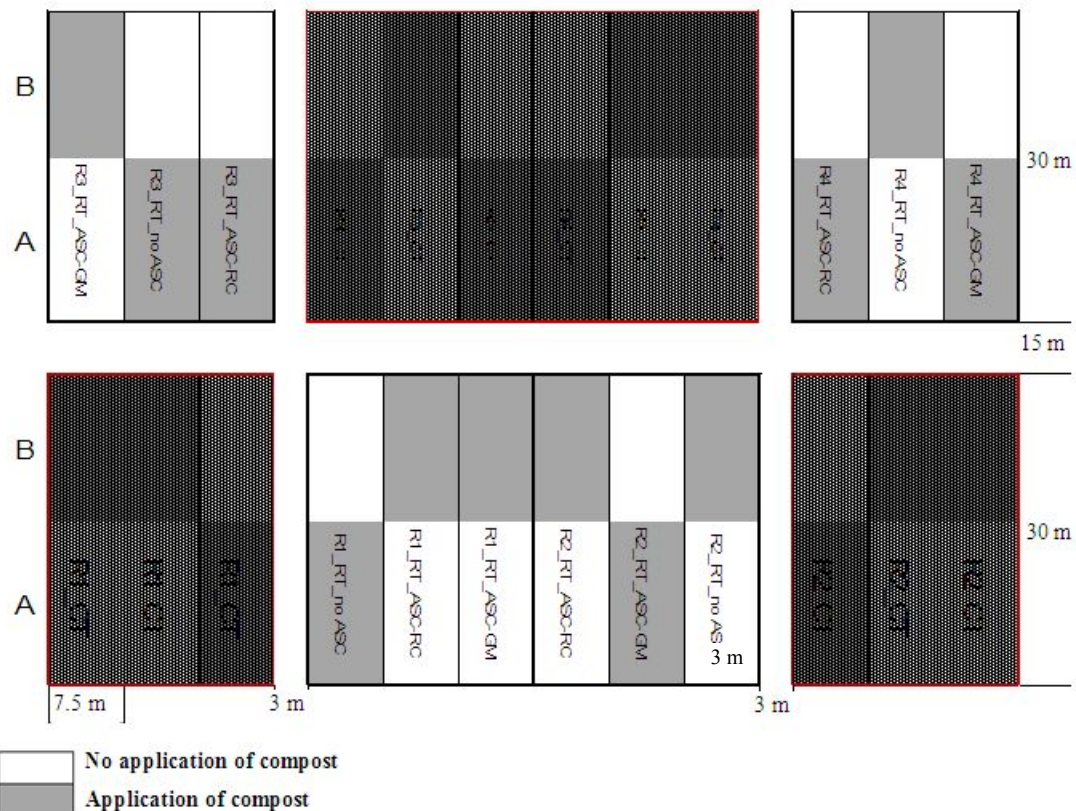 B
A
R3_RT_ASC-GM
R3_RT_no ASC
R3_RT_ASC-RC
R4_RT_ASC-RC
R4_RT_no ASC
R4_RT_ASC-GM
30 m
15 m
B
A
R1_CT
R1_CT
R1_CT
R1_RT_no ASC
R1_RT_ASC-RC
R1_RT_ASC-GM
R2_RT_ASC-RC
R2_RT_ASC-GM
R2_RT_no AS
3 m
R2_CT
R2_CT
R2_CT
30 m
7.5 m
3 m
3 m
No application of compost
Application of compost